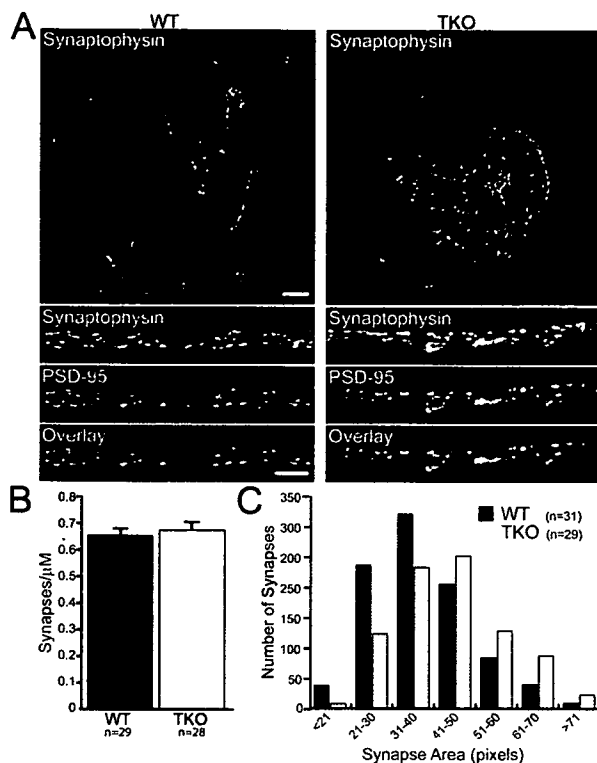 WT
TKO
A
Synaptophysin
Synaptophysin
Synaptophysin
Synaptophysin
PSD-95
PSD-95
Overlay
Overlay
B
Synapses/μM
0.8
0.7
0.6
0.5
0.4
0.3
0.2
0.1
0
WT
n=29
TKO
n=28
C
Number of Synapses
350
300
200
250
100
50
0
WT (n=31)
TKO (n=29)
<21
21-30
31-40
41-50
51-60
61-70
>71
Synapse Area (pixels)